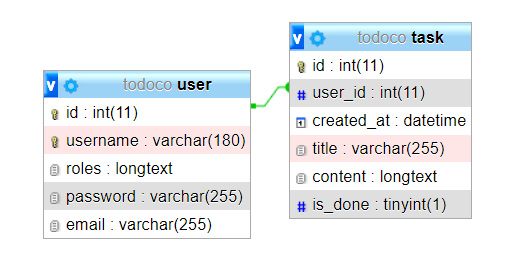 v todoco user
id : int(11)
username : varchar(180)
roles : longtext
password : varchar(255)
email : varchar(255)
v todoco task
id : int(11)
# user_id : int(11)
created_at : datetime
title : varchar(255)
content : longtext
# is_done : tinyint(1)